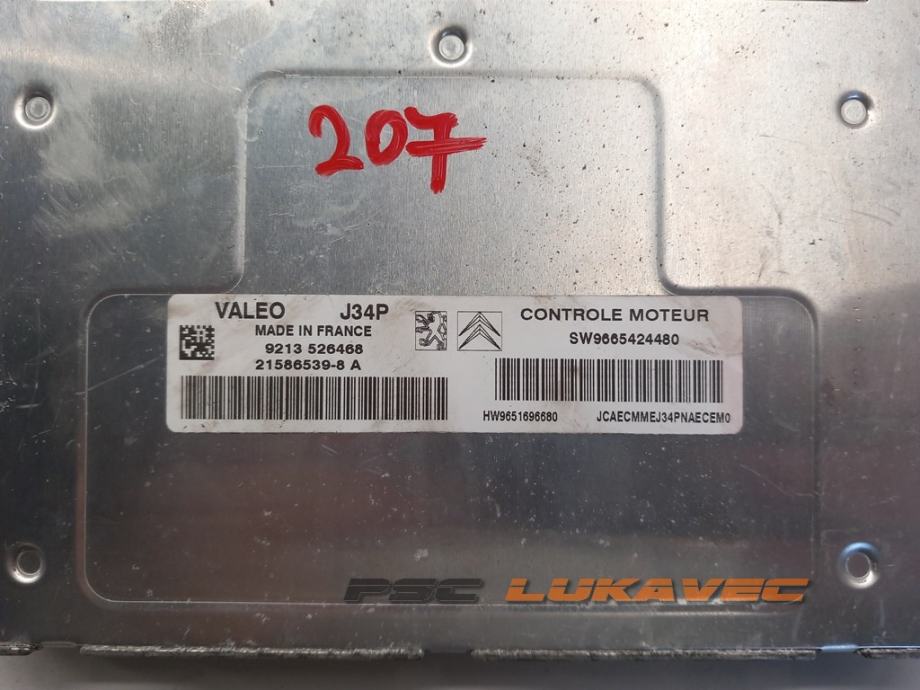 207
VALEO J34P
MADE IN FRANCE
9213 526468
21586539-8 A
CONTROLE MOTEUR
SW9665424480
HW9651696680 JCAECMMEJ34PNAECEM0
PSC LUKAVEC